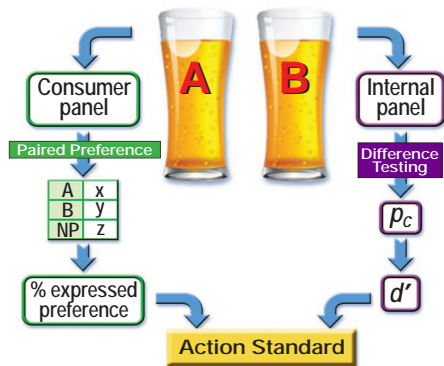 A
B
Consumer
panel
Paired Preference
A x
B y
NP z
% expressed
preference
Internal
panel
Difference
Testing
pc
d'
Action Standard